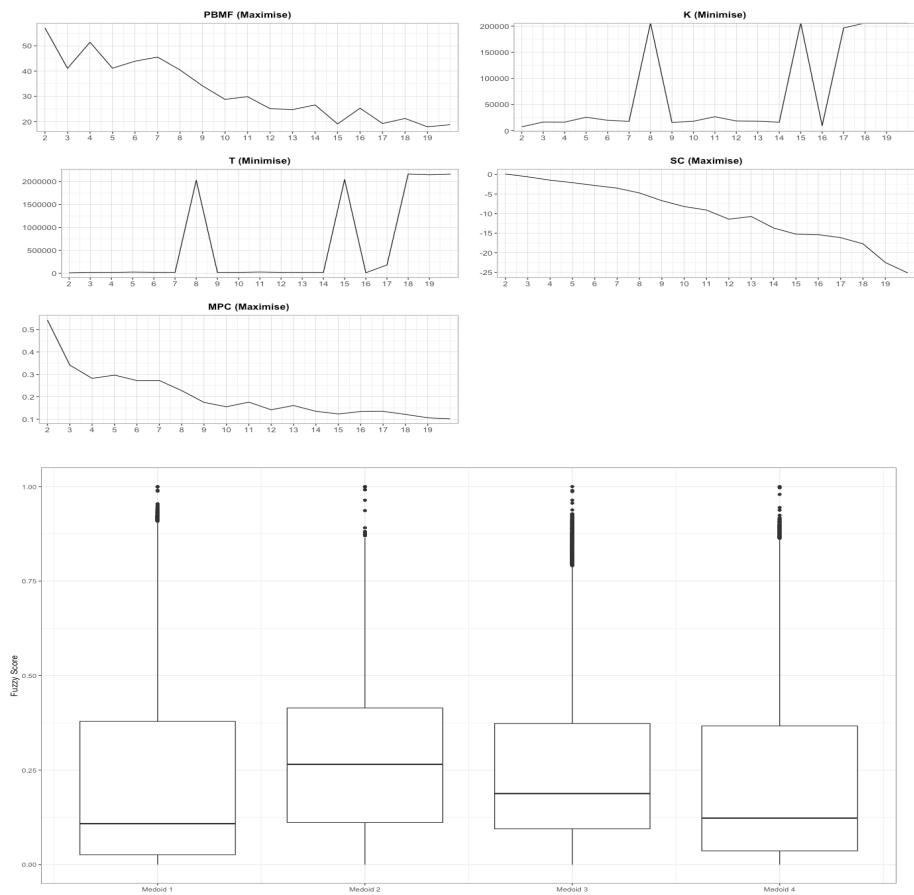 PBMF (Maximise)
50
40
30
20
2 3 4 5 6 7 8 9 10 11 12 13 14 15 16 17 18 19
K (Minimise)
200000
150000
100000
50000
0
2 3 4 5 6 7 8 9 10 11 12 13 14 15 16 17 18 19
T (Minimise)
2000000
1500000
1000000
500000
0
2 3 4 5 6 7 8 9 10 11 12 13 14 15 16 17 18 19
SC (Maximise)
0
-5
-10
-15
-20
-25
2 3 4 5 6 7 8 9 10 11 12 13 14 15 16 17 18 19
MPC (Maximise)
0.5
0.4
0.3
0.2
0.1
2 3 4 5 6 7 8 9 10 11 12 13 14 15 16 17 18 19
Fuzzy Score
1.00
0.75
0.50
0.25
0.00
Medoid 1 Medoid 2 Medoid 3 Medoid 4